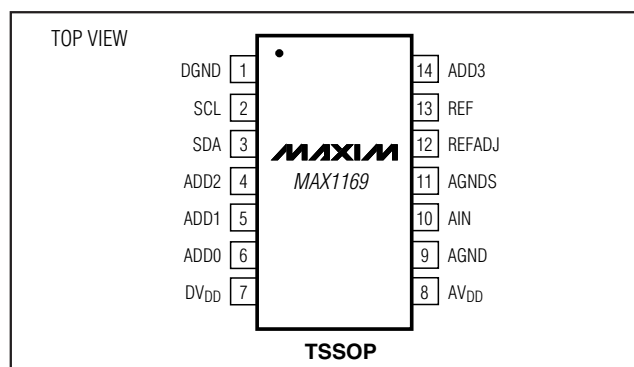 TOP VIEW
DGND 1 14 ADD3
SCL 2 13 REF
SDA 3 12 REFADJ
MAXIM
ADD2 4 MAX1169 11 AGNDS
ADD1 5 10 AIN
ADD0 6 9 AGND
DVDD 7 8 AVDD
TSSOP